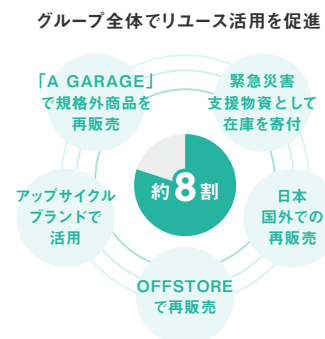 グループ全体でリユース活用を促進
「A GARAGE」
で規格外商品を
再販売
緊急災害
支援物資として
在庫を寄付
約8割
アップサイクル
ブランドで
活用
日本
国外での
再販売
OFFSTORE
で再販売